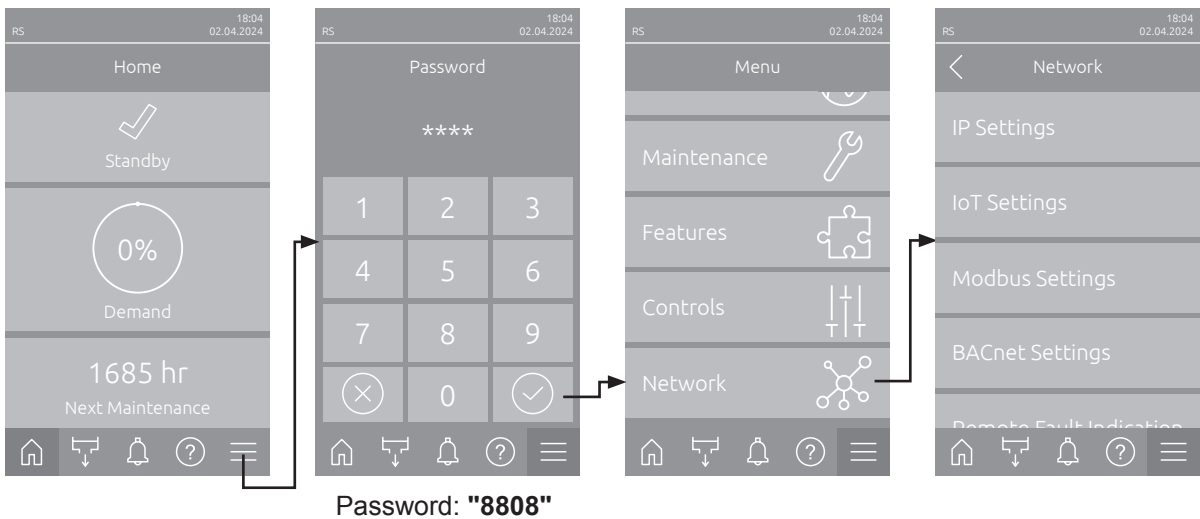 18:04
RS 02.04.2024
Home
Standby
0%
Demand
1685 hr
Next Maintenance
?
18:04
RS 02.04.2024
Password
****
1 2 3
4 5 6
7 8 9
0
?
Password: "8808"
18:04
RS 02.04.2024
Menu
Maintenance
Features
Controls
Network
?
18:04
RS 02.04.2024
Network
IP Settings
IoT Settings
Modbus Settings
BACnet Settings
Remote Fault Indication
?